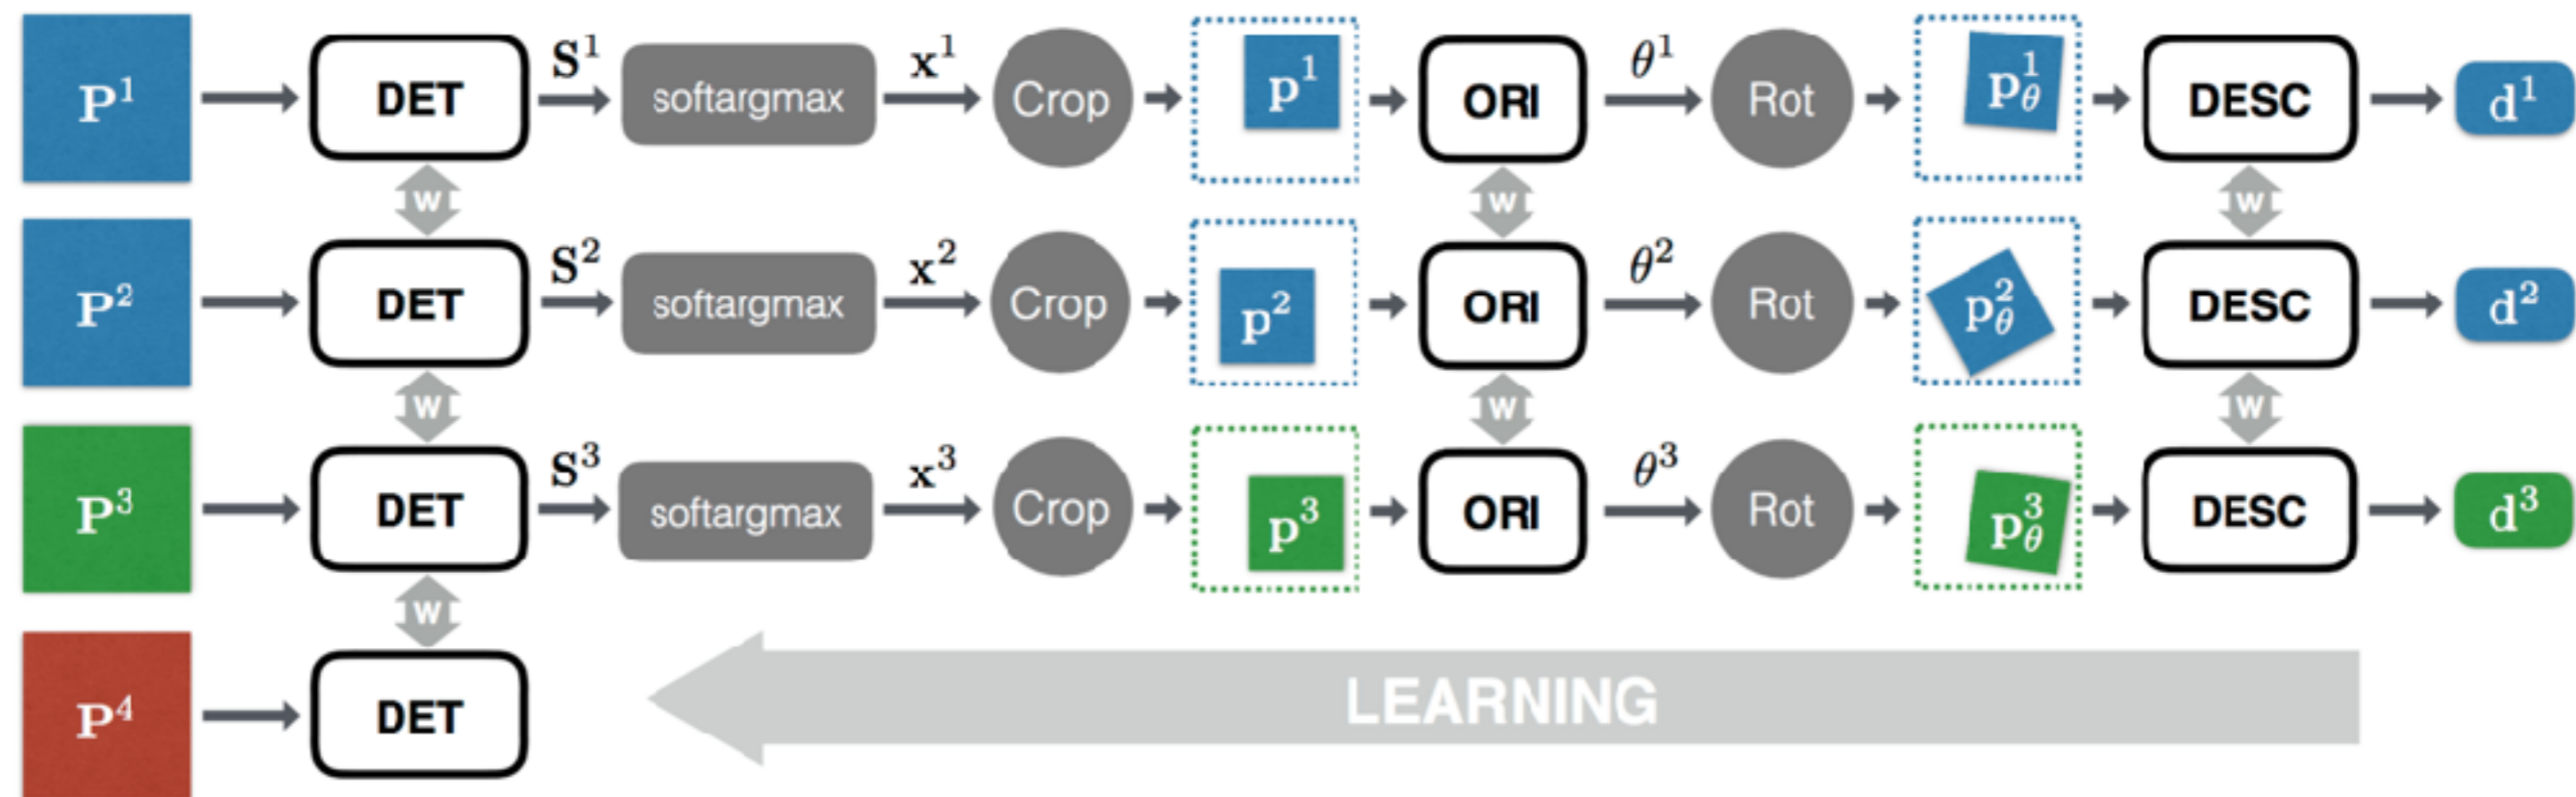 P¹ DET S¹ softargmax x¹ Crop p¹ ORI θ¹ Rot p¹θ DESC d¹
w w w
P² DET S² softargmax x² Crop p² ORI θ² Rot p²θ DESC d²
w w w
P³ DET S³ softargmax x³ Crop p³ ORI θ³ Rot p³θ DESC d³
w
P⁴ DET LEARNING